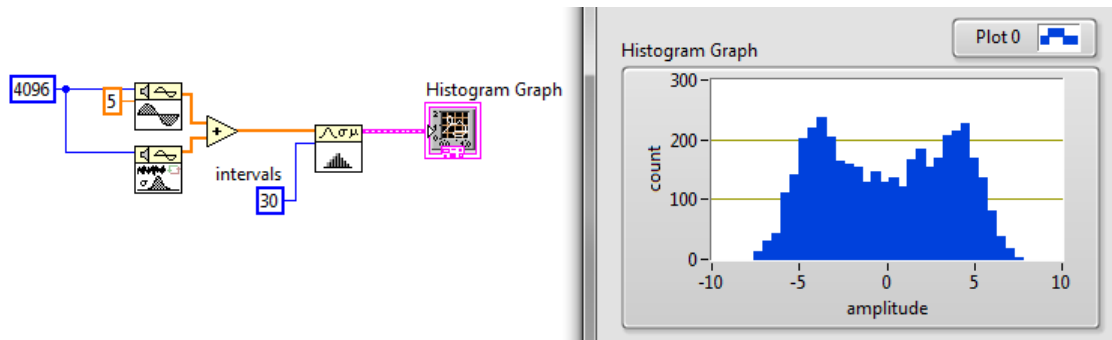 4096
5
intervals
30
Histogram Graph
σ μ
σ
Plot 0
Histogram Graph
300
200
100
0
count
-10 -5 0 5 10
amplitude